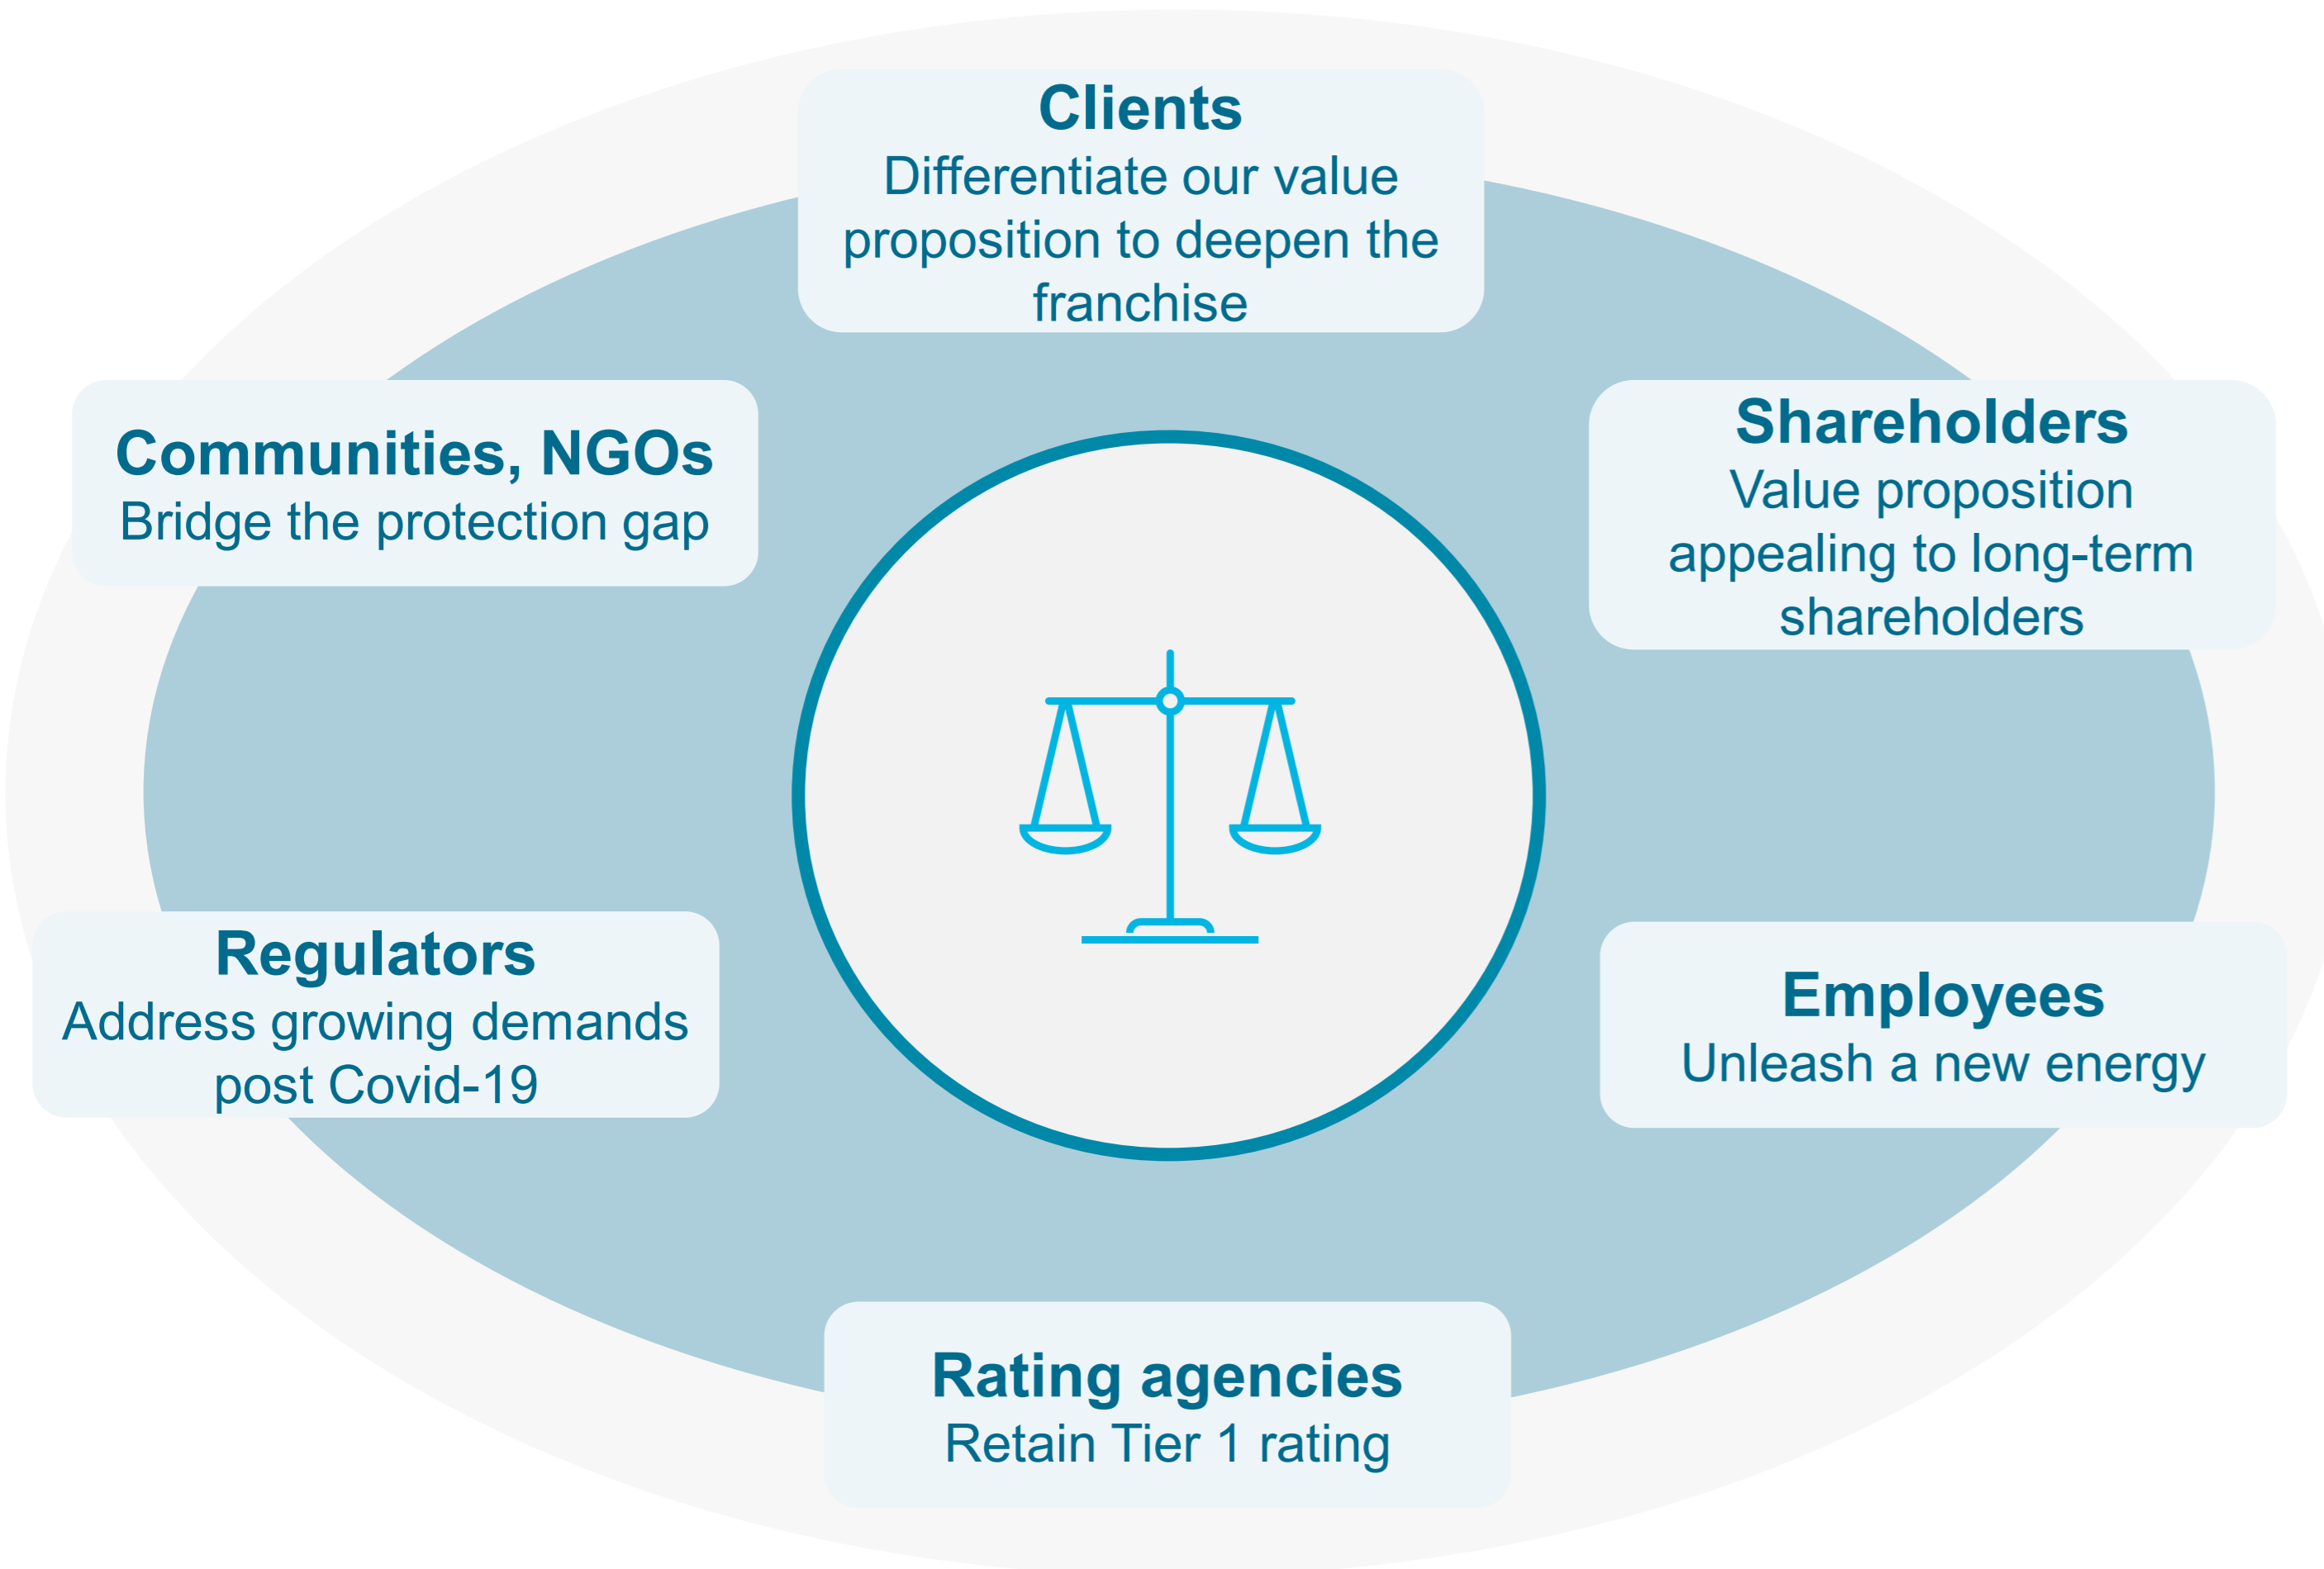 Clients
Differentiate our value
proposition to deepen the
franchise
Communities, NGOs
Bridge the protection gap
Shareholders
Value proposition
appealing to long-term
shareholders
Regulators
Address growing demands
post Covid-19
Employees
Unleash a new energy
Rating agencies
Retain Tier 1 rating